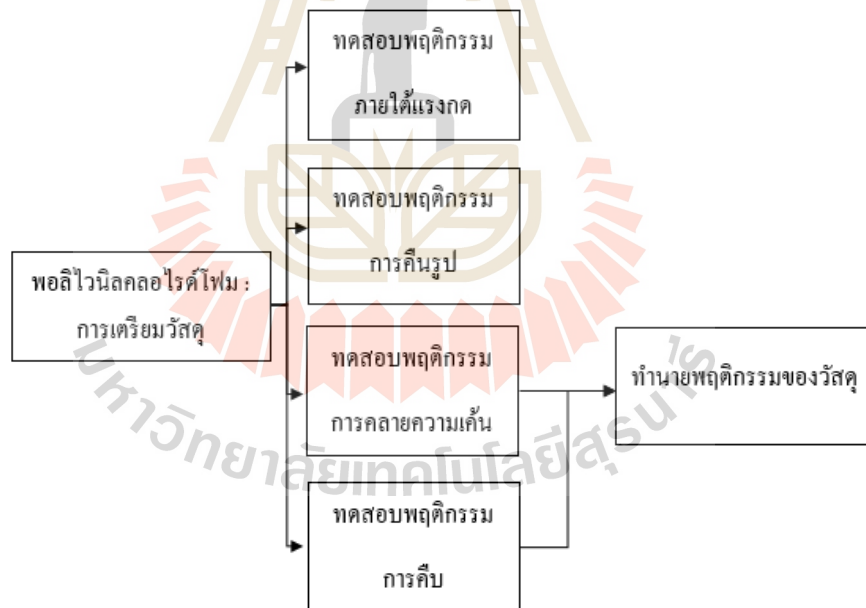 ทดสอบพฤติกรรม
ภายใต้แรงกด
ทดสอบพฤติกรรม
การคืนรูป
พอลิไวนิลคลอไรด์โฟม :
การเตรียมวัสดุ
ทดสอบพฤติกรรม
การคลายความเค้น
ทำนายพฤติกรรมของวัสดุ
ทดสอบพฤติกรรม
การคืบ
มหาวิทยาลัยเทคโนโลยีสุรนารี